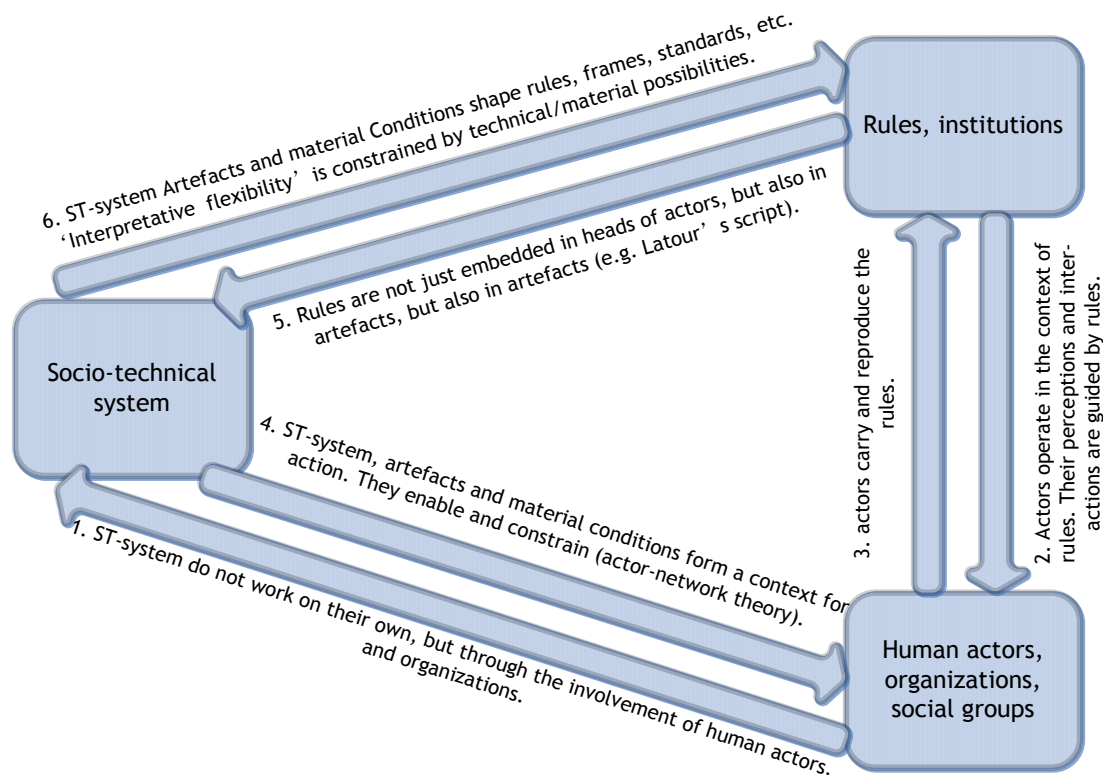 6. ST-system Artefacts and material Conditions shape rules, frames, standards, etc.
‘Interpretative flexibility’ is constrained by technical/material possibilities.
Rules, institutions
5. Rules are not just embedded in heads of actors, but also in
artefacts, but also in artefacts (e.g. Latour’s script).
3. actors carry and reproduce the
rules.
2. Actors operate in the context of
rules. Their perceptions and inter-
actions are guided by rules.
Socio-technical
system
4. ST-system, artefacts and material conditions form a context for
action. They enable and constrain (actor-network theory).
1. ST-system do not work on their own, but through the involvement of human actors.
and organizations.
Human actors,
organizations,
social groups